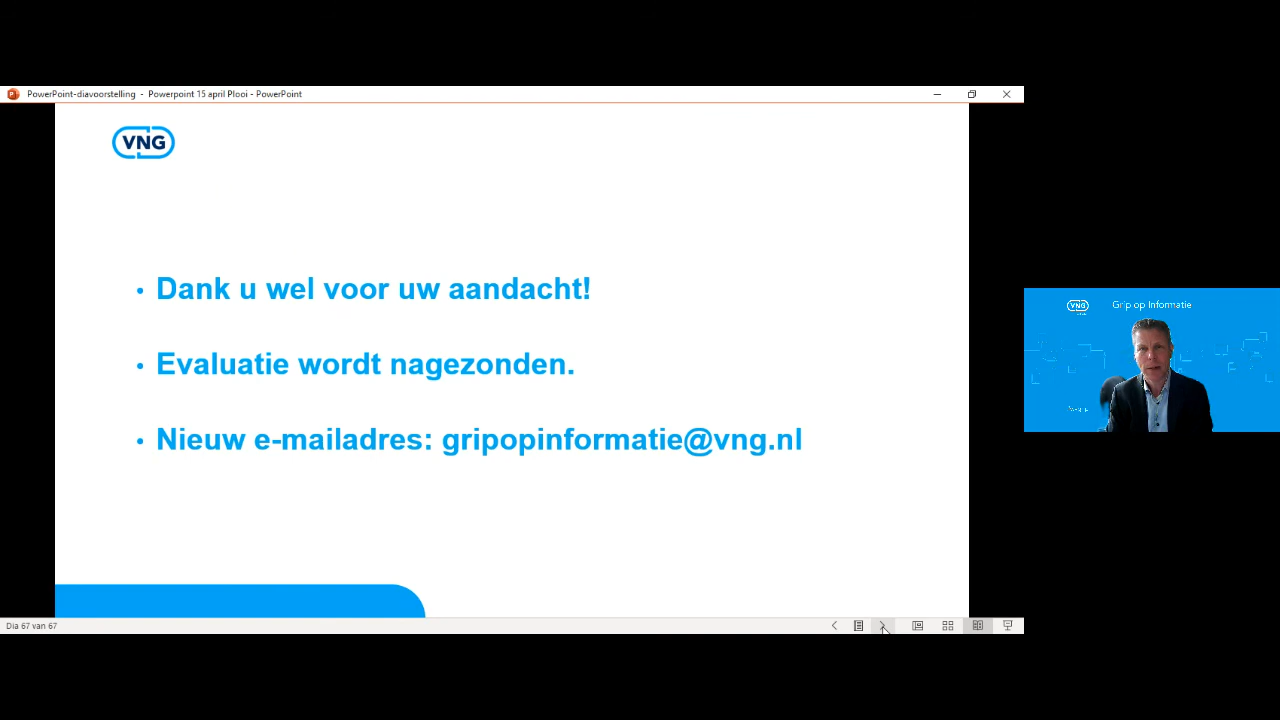 PowerPoint-diavoorstelling - Powerpoint 15 april Plooi - PowerPoint
VNG
• Dank u wel voor uw aandacht!
• Evaluatie wordt nagezonden.
• Nieuw e-mailadres: gripopinformatie@vng.nl
VNG
Grip op Informatie
Dia 67 van 67